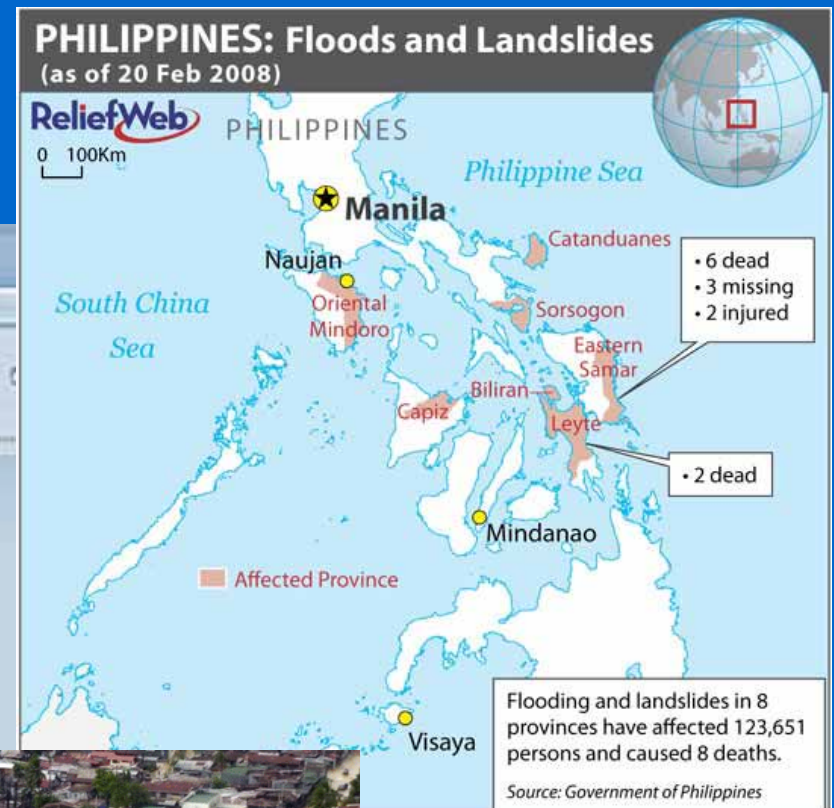 PHILIPPINES: Floods and Landslides
(as of 20 Feb 2008)
ReliefWeb
PHILIPPINES
0 100Km
Philippine Sea
Manila
Catanduanes
Naujan
• 6 dead
• 3 missing
• 2 injured
South China
Sea
Oriental
Mindoro
Sorsogon
Eastern
Samar
Biliran
Capiz
Leyte
• 2 dead
Mindanao
Affected Province
Visaya
Flooding and landslides in 8
provinces have affected 123,651
persons and caused 8 deaths.
Source: Government of Philippines